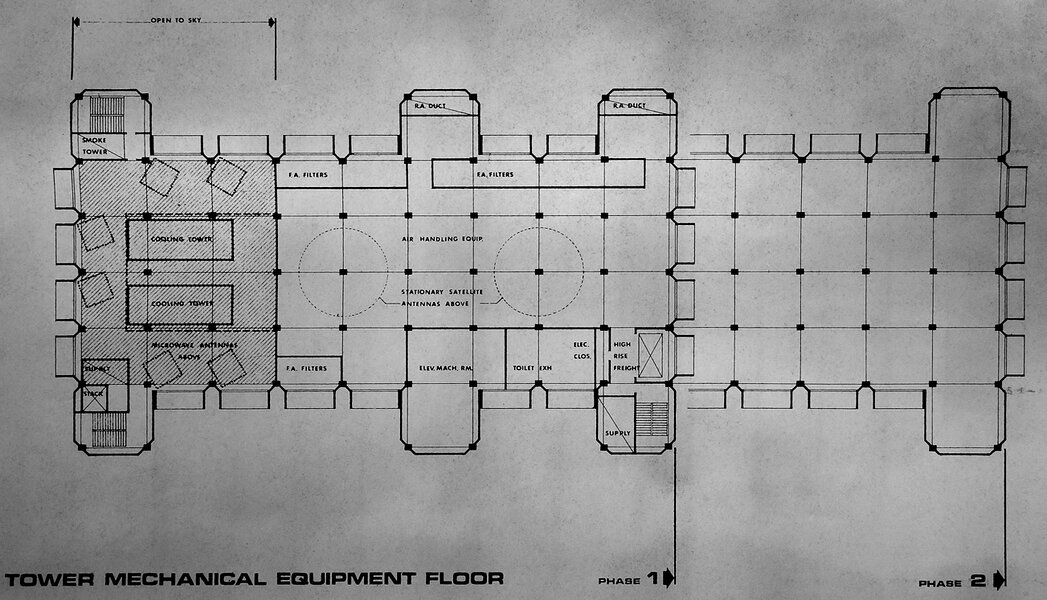 OPEN TO SKY
R.A. DUCT
R.A. DUCT
SMOKE
TOWER
F.A. FILTERS
F.A. FILTERS
COOLING TOWER
AIR HANDLING EQUIP.
STATIONARY SATELLITE
ANTENNAS ABOVE
COOLING TOWER
MICROWAVE ANTENNAS
ABOVE
ELEC.
CLOS.
HIGH
RISE
FREIGHT
SUPPLY
F.A. FILTERS
ELEV. MACH. RM.
TOILET EXH
STACK
SUPPLY
TOWER MECHANICAL EQUIPMENT FLOOR
PHASE 1
PHASE 2